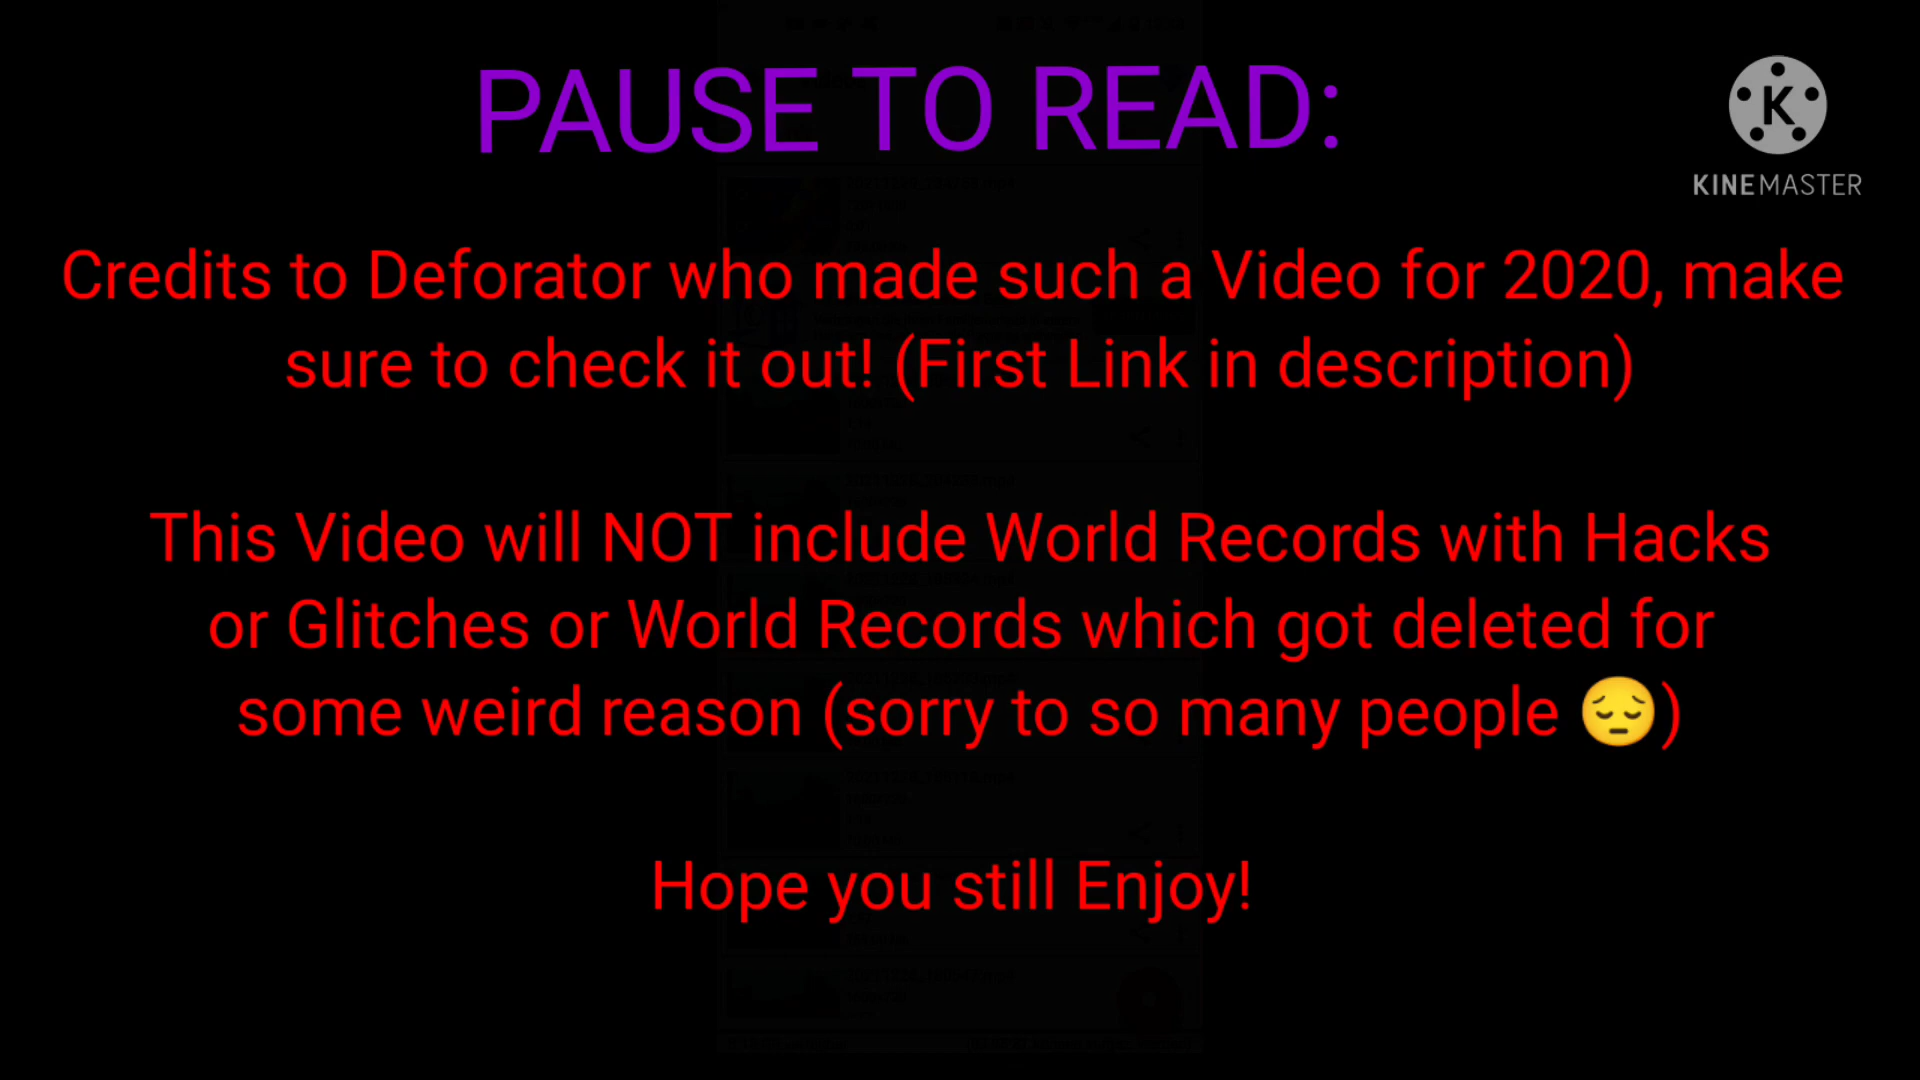 PAUSE TO READ:
K
KINEMASTER
Credits to Deforator who made such a Video for 2020, make
sure to check it out! (First Link in description)
This Video will NOT include World Records with Hacks
or Glitches or World Records which got deleted for
some weird reason (sorry to so many people 😔)
Hope you still Enjoy!